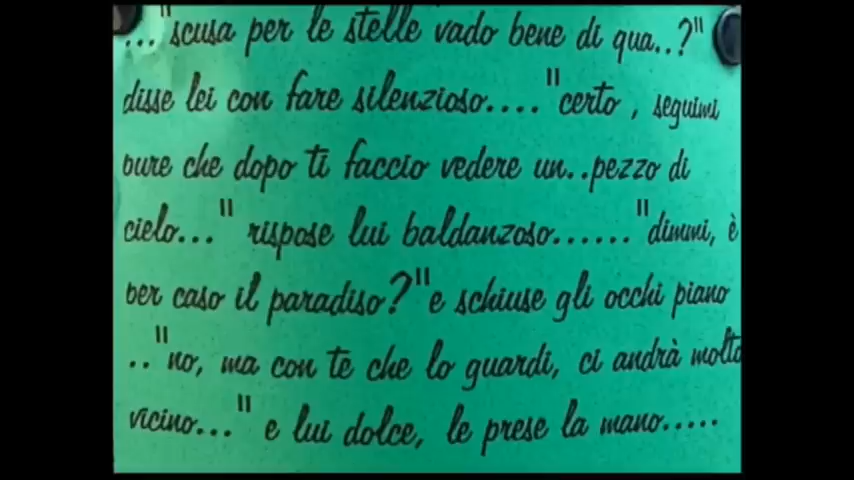 ..."scusa per le stelle vado bene di qua..?"
disse lei con fare silenzioso...."certo , seguimi
pure che dopo ti faccio vedere un..pezzo di
cielo..." rispose lui baldanzoso......"dimmi, è
per caso il paradiso?"e schiuse gli occhi piano
.."no, ma con te che lo guardi, ci andrà molto
vicino..." e lui dolce, le prese la mano.....